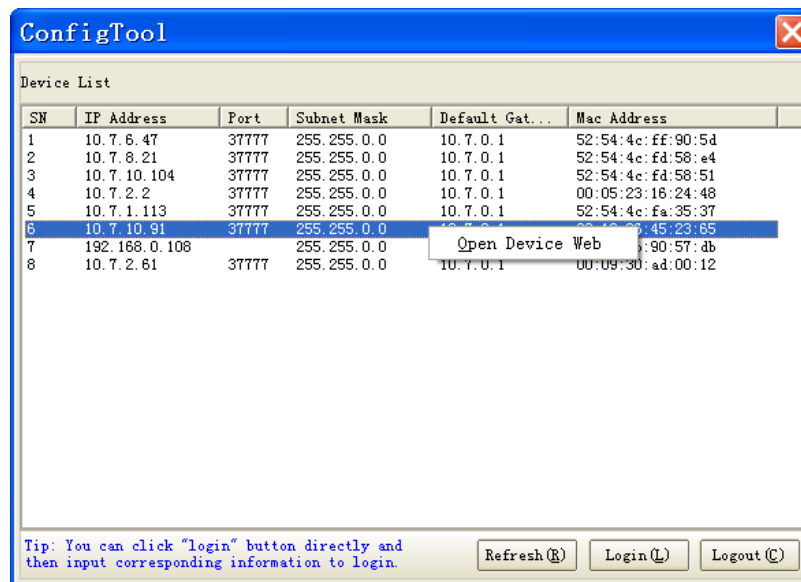 ConfigTool
Device List
SN IP Address Port Subnet Mask Default Gat... Mac Address
1 10.7.6.47 37777 255.255.0.0 10.7.0.1 52:54:4c:ff:90:5d
2 10.7.8.21 37777 255.255.0.0 10.7.0.1 52:54:4c:fd:58:e4
3 10.7.10.104 37777 255.255.0.0 10.7.0.1 52:54:4c:fd:58:51
4 10.7.2.2 37777 255.255.0.0 10.7.0.1 00:05:23:16:24:48
5 10.7.1.113 37777 255.255.0.0 10.7.0.1 52:54:4c:fa:35:37
6 10.7.10.91 37777 255.255.0.0 :45:23:65
Open Device Web
7 192.168.0.108 255.255.0.0 :90:57:db
8 10.7.2.61 37777 255.255.0.0 10.7.0.1 00:09:30:ad:00:12
Tip: You can click "login" button directly and
then input corresponding information to login.
Refresh(R) Login(L) Logout(C)